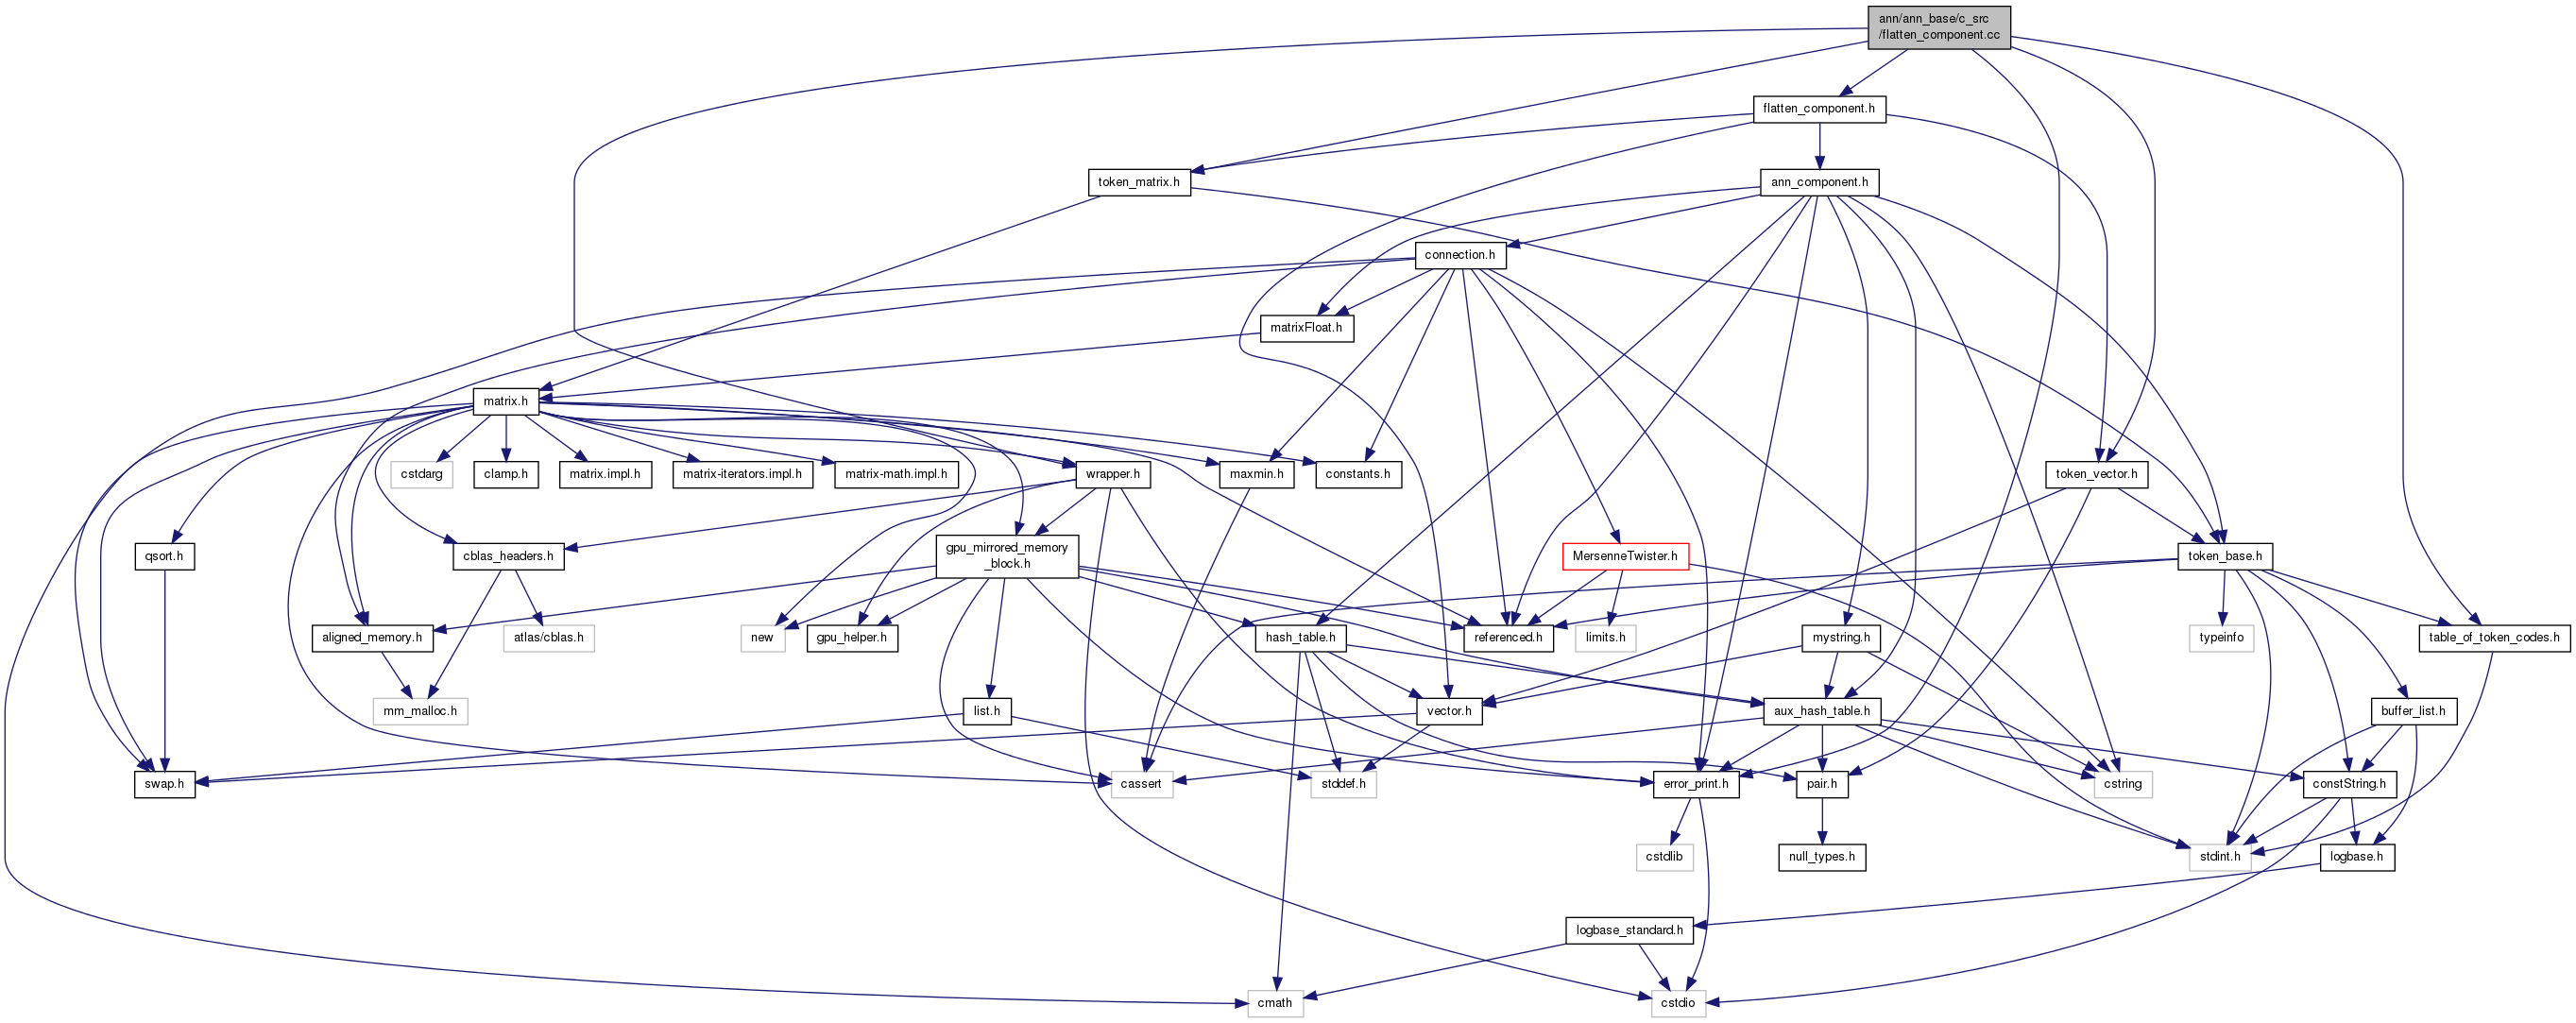 ann/ann_base/c_src
/flatten_component.cc
flatten_component.h
token_matrix.h
ann_component.h
connection.h
matrixFloat.h
matrix.h
cstdarg
clamp.h
matrix.impl.h
matrix-iterators.impl.h
matrix-math.impl.h
wrapper.h
maxmin.h
constants.h
token_vector.h
qsort.h
cblas_headers.h
gpu_mirrored_memory
_block.h
MersenneTwister.h
token_base.h
aligned_memory.h
atlas/cblas.h
new
gpu_helper.h
hash_table.h
referenced.h
limits.h
mystring.h
typeinfo
table_of_token_codes.h
mm_malloc.h
list.h
vector.h
aux_hash_table.h
buffer_list.h
swap.h
cassert
stddef.h
error_print.h
pair.h
cstring
constString.h
cstdlib
null_types.h
stdint.h
logbase.h
logbase_standard.h
cmath
cstdio